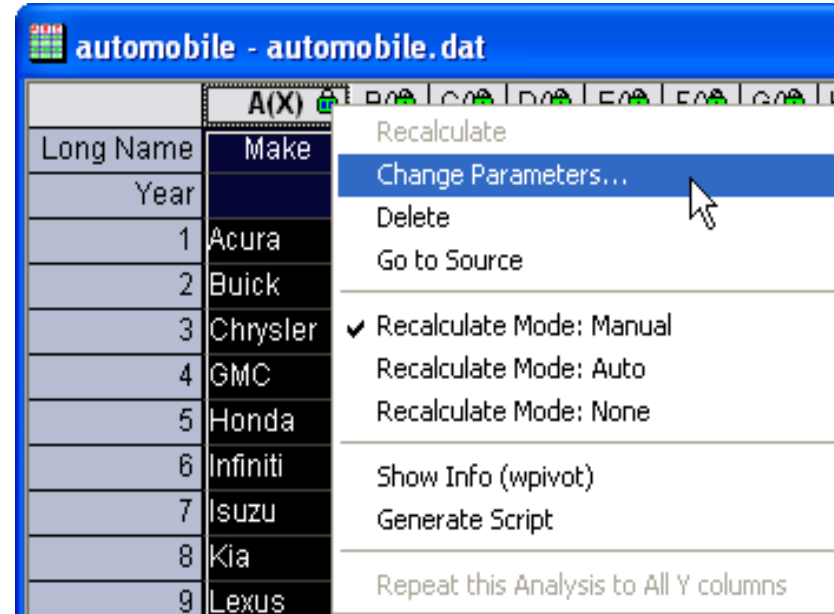 automobile - automobile.dat
A(X) B(Y) C(Y) D(Y) E(Y) F(Y) G(Y)
Long Name Make
Year
1 Acura
2 Buick
3 Chrysler
4 GMC
5 Honda
6 Infiniti
7 Isuzu
8 Kia
9 Lexus
Recalculate
Change Parameters...
Delete
Go to Source
Recalculate Mode: Manual
Recalculate Mode: Auto
Recalculate Mode: None
Show Info (wpivot)
Generate Script
Repeat this Analysis to All Y columns